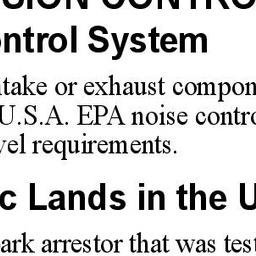 SION CONTRO
ontrol System
ntake or exhaust compon
U.S.A. EPA noise contro
vel requirements.
c Lands in the U
ark arrestor that was test